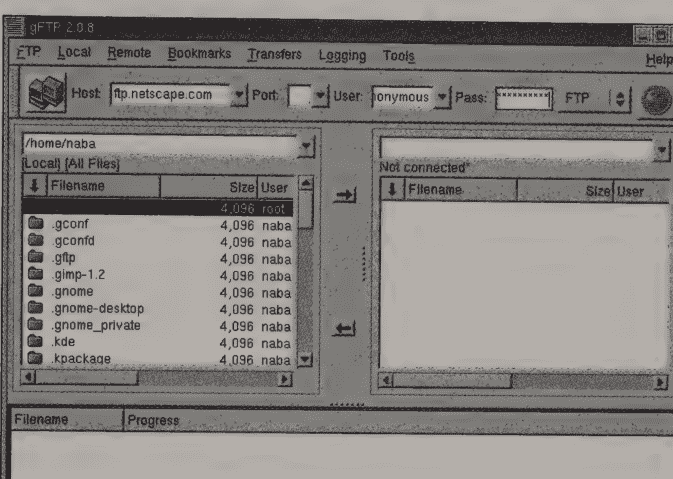 gFTP 2.0.8
FTP Local Remote Bookmarks Transfers Logging Tools Help
Host: ftp.netscape.com Port: User: onymous Pass: ********** FTP
/home/naba
[Local] [All Files]
Not connected*
Filename Size User
Filename Size User
4,096 root
.gconf 4,096 naba
.gconfd 4,096 naba
.gftp 4,096 naba
.gimp-1.2 4,096 naba
.gnome 4,096 naba
.gnome-desktop 4,096 naba
.gnome_private 4,096 naba
.kde 4,096 naba
.kpackage 4,096 naba
Filename Progress